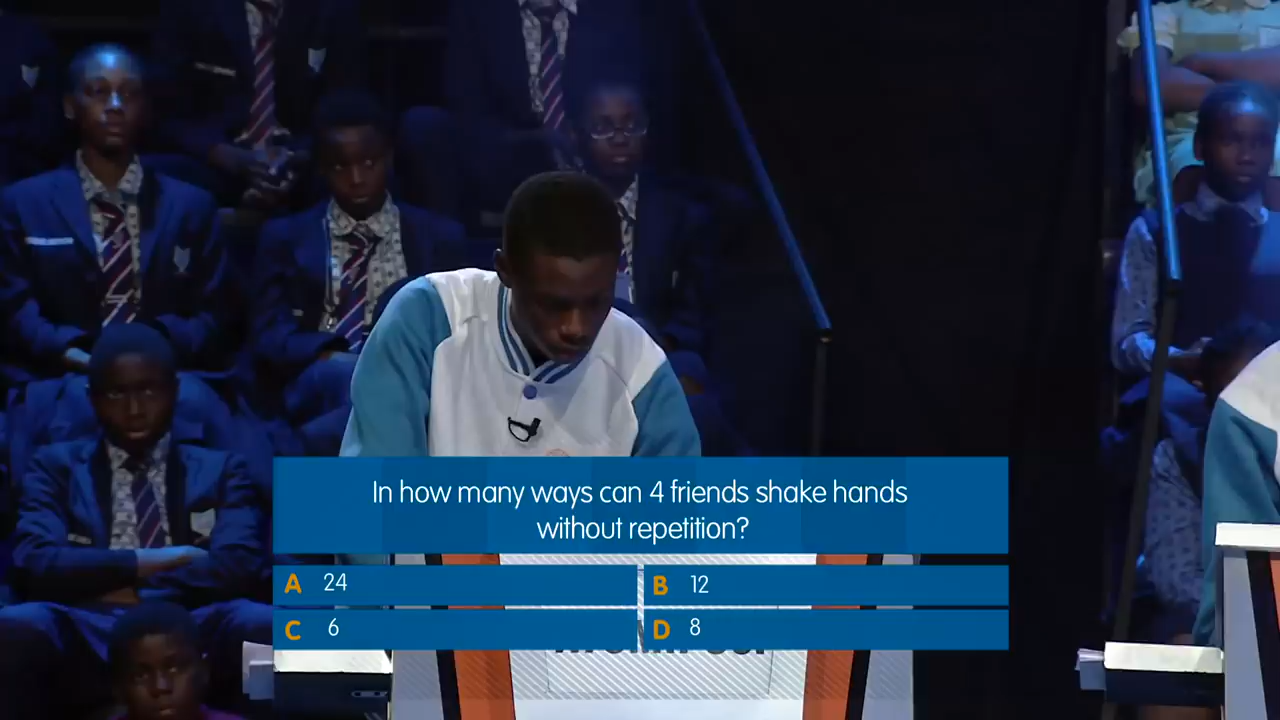 In how many ways can 4 friends shake hands
without repetition?
A 24
B 12
C 6
D 8